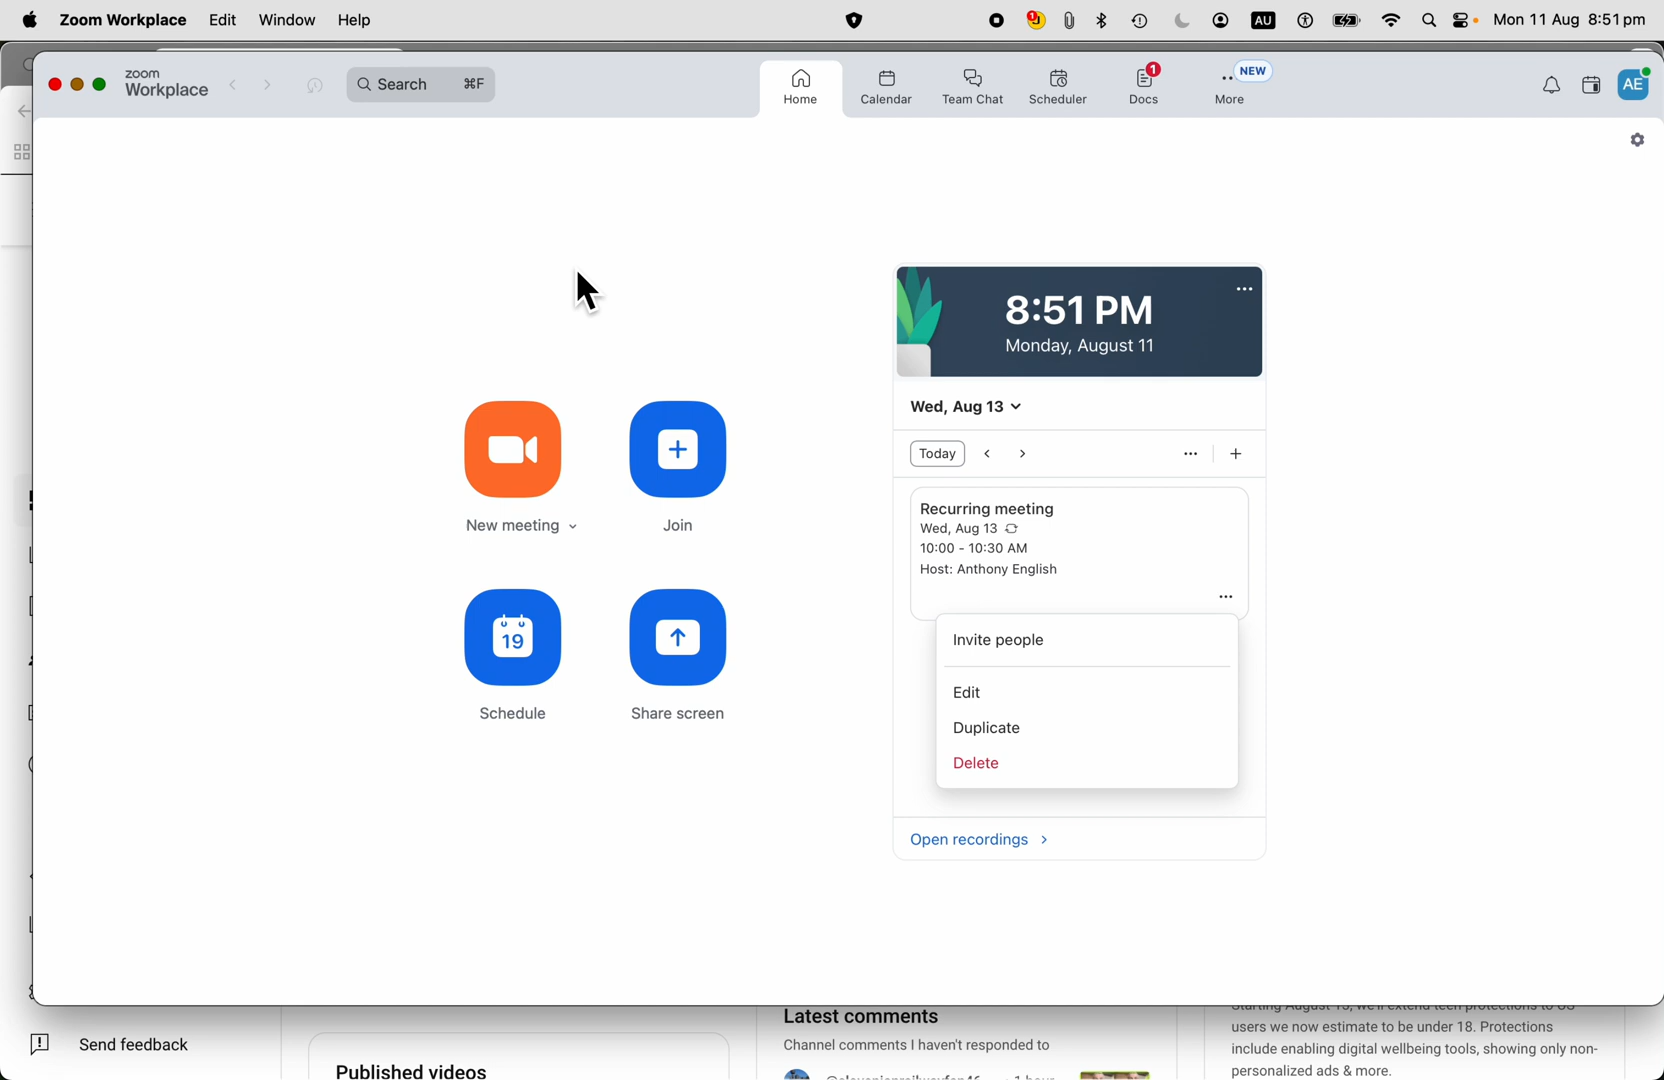 Zoom Workplace Edit Window Help 1 AU Mon 11 Aug 8:51 pm
zoom
Workplace
Search ⌘F
Home
Calendar
Team Chat
Scheduler
1
Docs
NEW
More
AE
8:51 PM
Monday, August 11
Wed, Aug 13
Today
Recurring meeting
Wed, Aug 13
10:00 - 10:30 AM
Host: Anthony English
Invite people
Edit
Duplicate
Delete
Open recordings
New meeting
Join
19
Schedule
Share screen
Send feedback
Published videos
Latest comments
Channel comments I haven't responded to
users we now estimate to be under 18. Protections
include enabling digital wellbeing tools, showing only non-
personalized ads & more.